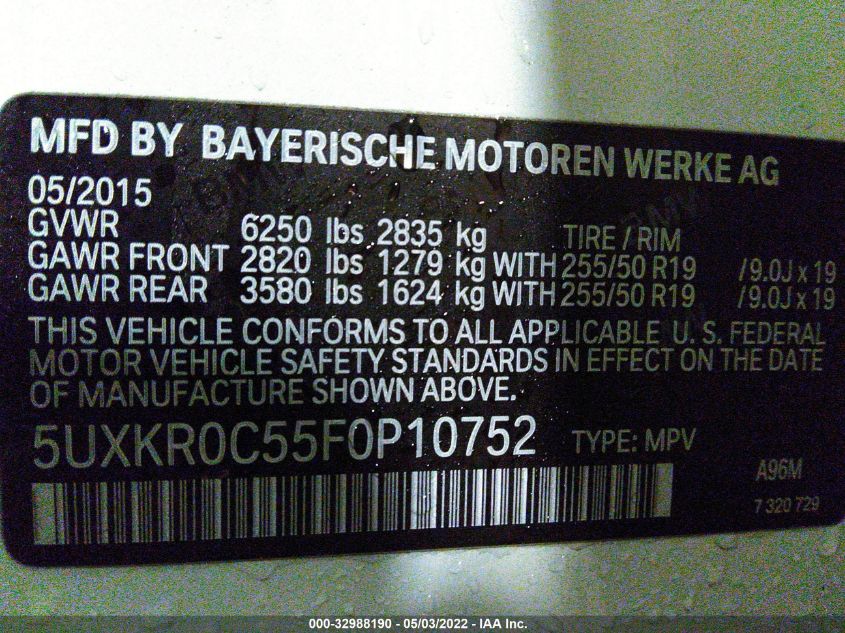 MFD BY BAYERISCHE MOTOREN WERKE AG
05/2015
GVWR 6250 lbs 2835 kg TIRE / RIM
GAWR FRONT 2820 lbs 1279 kg WITH 255/50 R19 /9.0J x 19
GAWR REAR 3580 lbs 1624 kg WITH 255/50 R19 /9.0J x 19
THIS VEHICLE CONFORMS TO ALL APPLICABLE U. S. FEDERAL
MOTOR VEHICLE SAFETY STANDARDS IN EFFECT ON THE DATE
OF MANUFACTURE SHOWN ABOVE.
5UXKR0C55F0P10752 TYPE: MPV
A96M
7 320 729
000-32988190 - 05/03/2022 - IAA Inc.